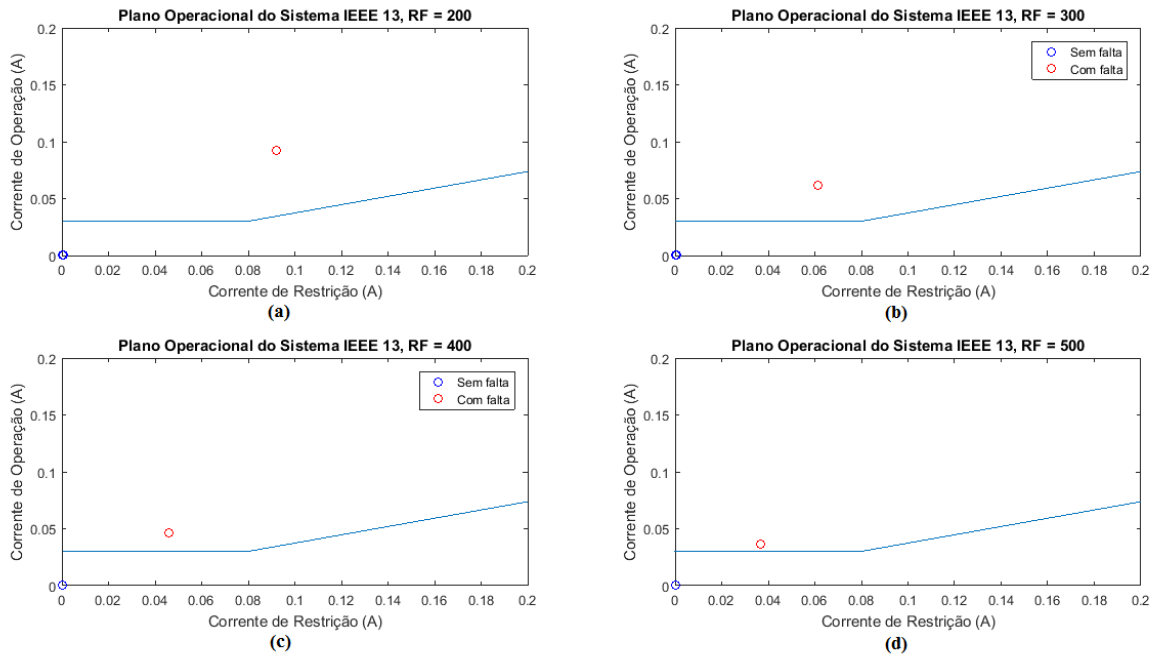 Plano Operacional do Sistema IEEE 13, RF = 200
Corrente de Operação (A)
0.2
0.15
0.1
0.05
0
0 0.02 0.04 0.06 0.08 0.1 0.12 0.14 0.16 0.18 0.2
Corrente de Restrição (A)
(a)
Plano Operacional do Sistema IEEE 13, RF = 300
Corrente de Operação (A)
0.2
0.15
0.1
0.05
0
Sem falta
Com falta
0 0.02 0.04 0.06 0.08 0.1 0.12 0.14 0.16 0.18 0.2
Corrente de Restrição (A)
(b)
Plano Operacional do Sistema IEEE 13, RF = 400
Corrente de Operação (A)
0.2
0.15
0.1
0.05
0
Sem falta
Com falta
0 0.02 0.04 0.06 0.08 0.1 0.12 0.14 0.16 0.18 0.2
Corrente de Restrição (A)
(c)
Plano Operacional do Sistema IEEE 13, RF = 500
Corrente de Operação (A)
0.2
0.15
0.1
0.05
0
0 0.02 0.04 0.06 0.08 0.1 0.12 0.14 0.16 0.18 0.2
Corrente de Restrição (A)
(d)